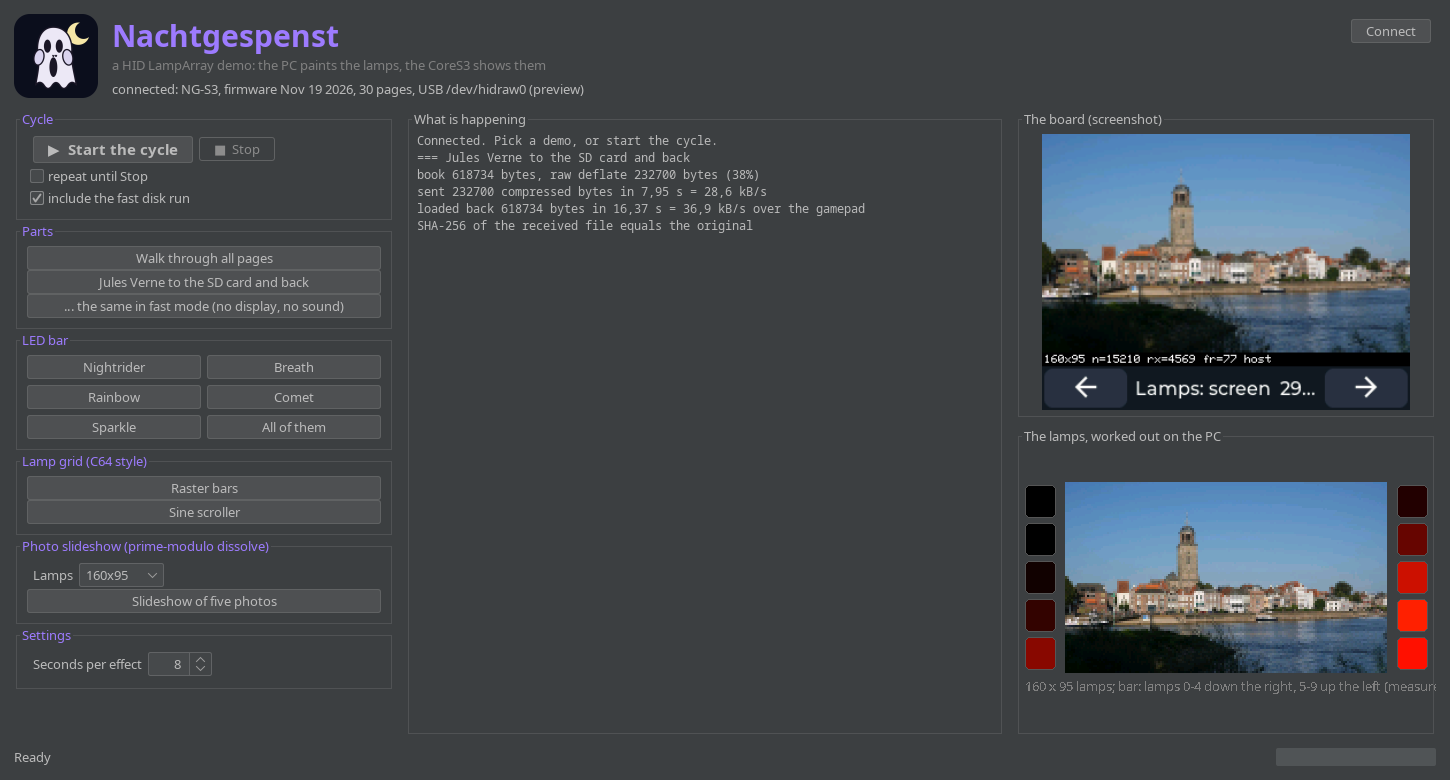 Nachtgespenst
a HID LampArray demo: the PC paints the lamps, the CoreS3 shows them
connected: NG-S3, firmware Nov 19 2026, 30 pages, USB /dev/hidraw0 (preview)
Connect
Cycle
▶ Start the cycle
■ Stop
repeat until Stop
include the fast disk run
Parts
Walk through all pages
Jules Verne to the SD card and back
... the same in fast mode (no display, no sound)
LED bar
Nightrider
Breath
Rainbow
Comet
Sparkle
All of them
Lamp grid (C64 style)
Raster bars
Sine scroller
Photo slideshow (prime-modulo dissolve)
Lamps 160x95
Slideshow of five photos
Settings
Seconds per effect 8
What is happening
Connected. Pick a demo, or start the cycle.
=== Jules Verne to the SD card and back
book 618734 bytes, raw deflate 232700 bytes (38%)
sent 232700 compressed bytes in 7,95 s = 28,6 kB/s
loaded back 618734 bytes in 16,37 s = 36,9 kB/s over the gamepad
SHA-256 of the received file equals the original
The board (screenshot)
160x95 n=15210 rx=4569 fr=77 host
← Lamps: screen 29... →
The lamps, worked out on the PC
160 x 95 lamps; bar: lamps 0-4 down the right, 5-9 up the left (measure
Ready